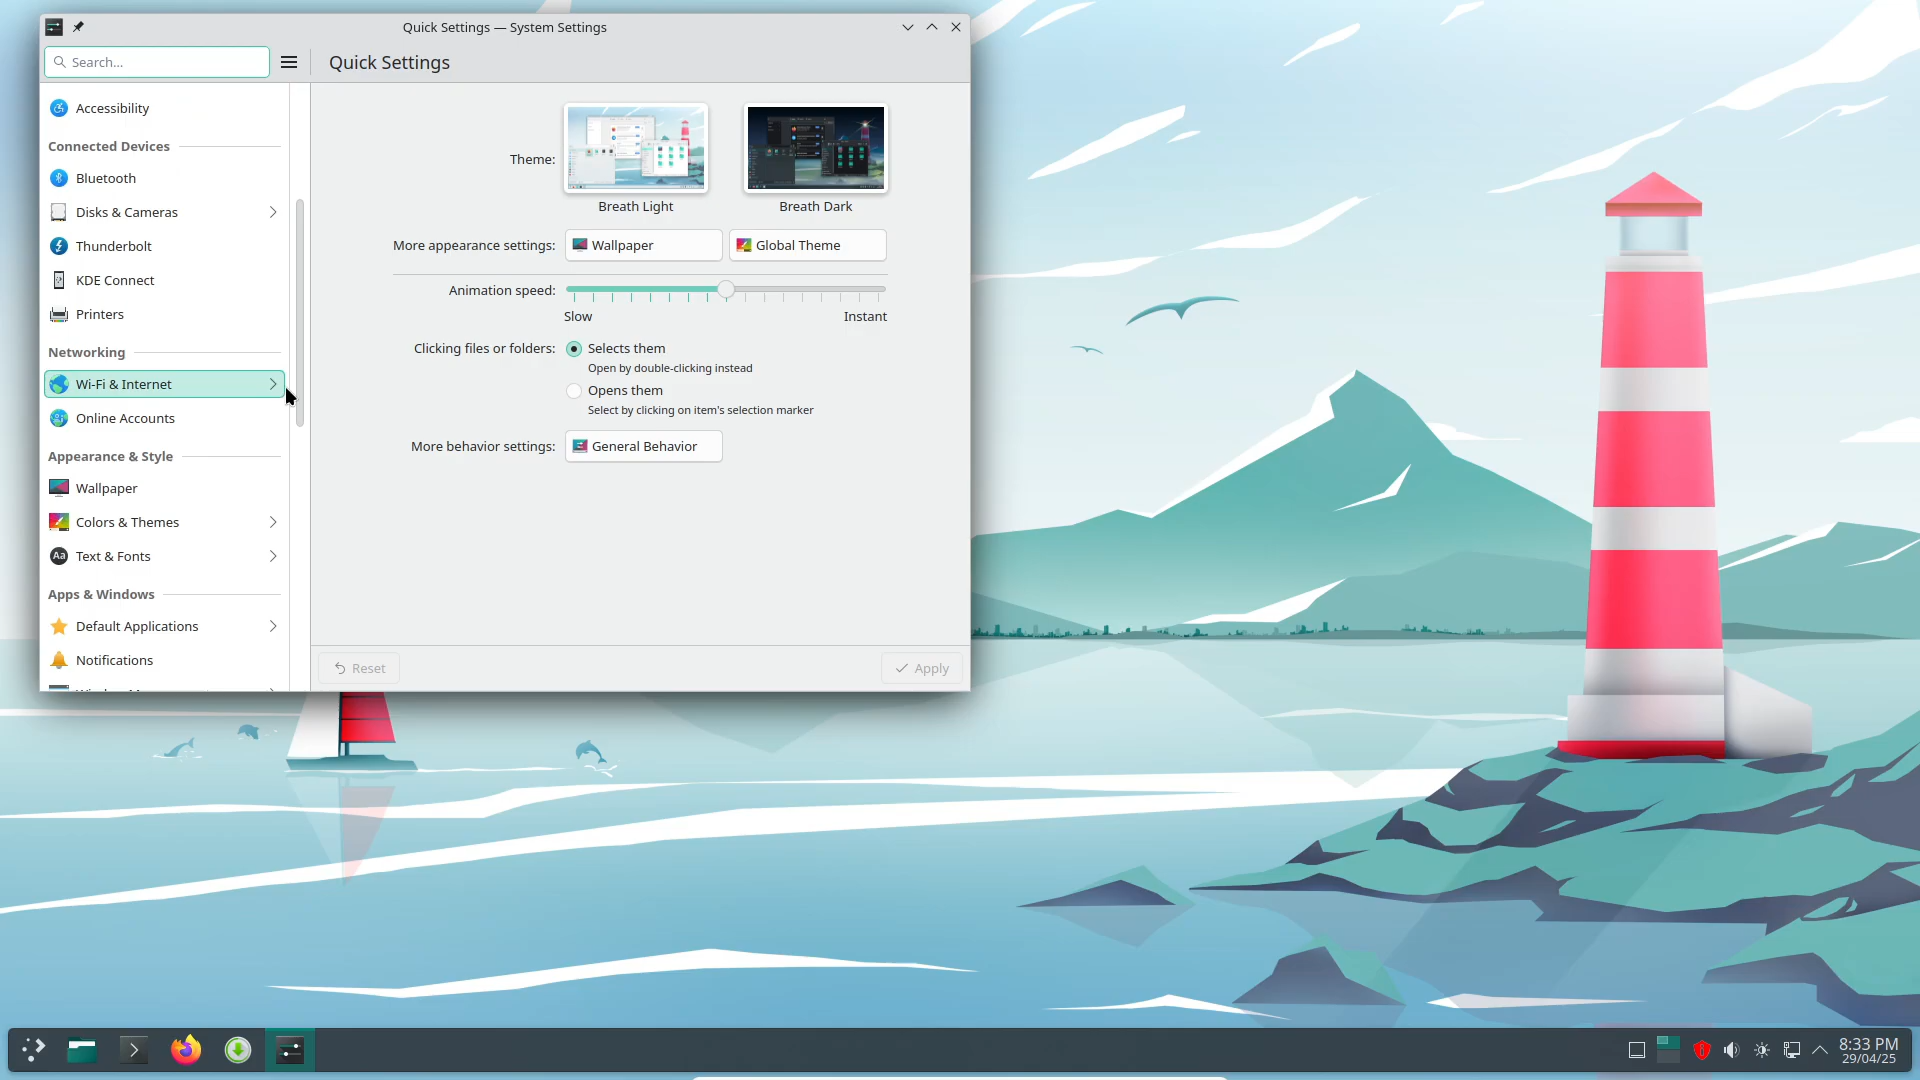 Quick Settings — System Settings
Search...
Quick Settings
Accessibility
Connected Devices
Bluetooth
Disks & Cameras
Thunderbolt
KDE Connect
Printers
Networking
Wi-Fi & Internet
Online Accounts
Appearance & Style
Wallpaper
Colors & Themes
Aa Text & Fonts
Apps & Windows
Default Applications
Notifications
Theme:
Breath Light
Breath Dark
More appearance settings:
Wallpaper
Global Theme
Animation speed:
Slow
Instant
Clicking files or folders:
Selects them
Open by double-clicking instead
Opens them
Select by clicking on item's selection marker
More behavior settings:
General Behavior
Reset
Apply
8:33 PM
29/04/25